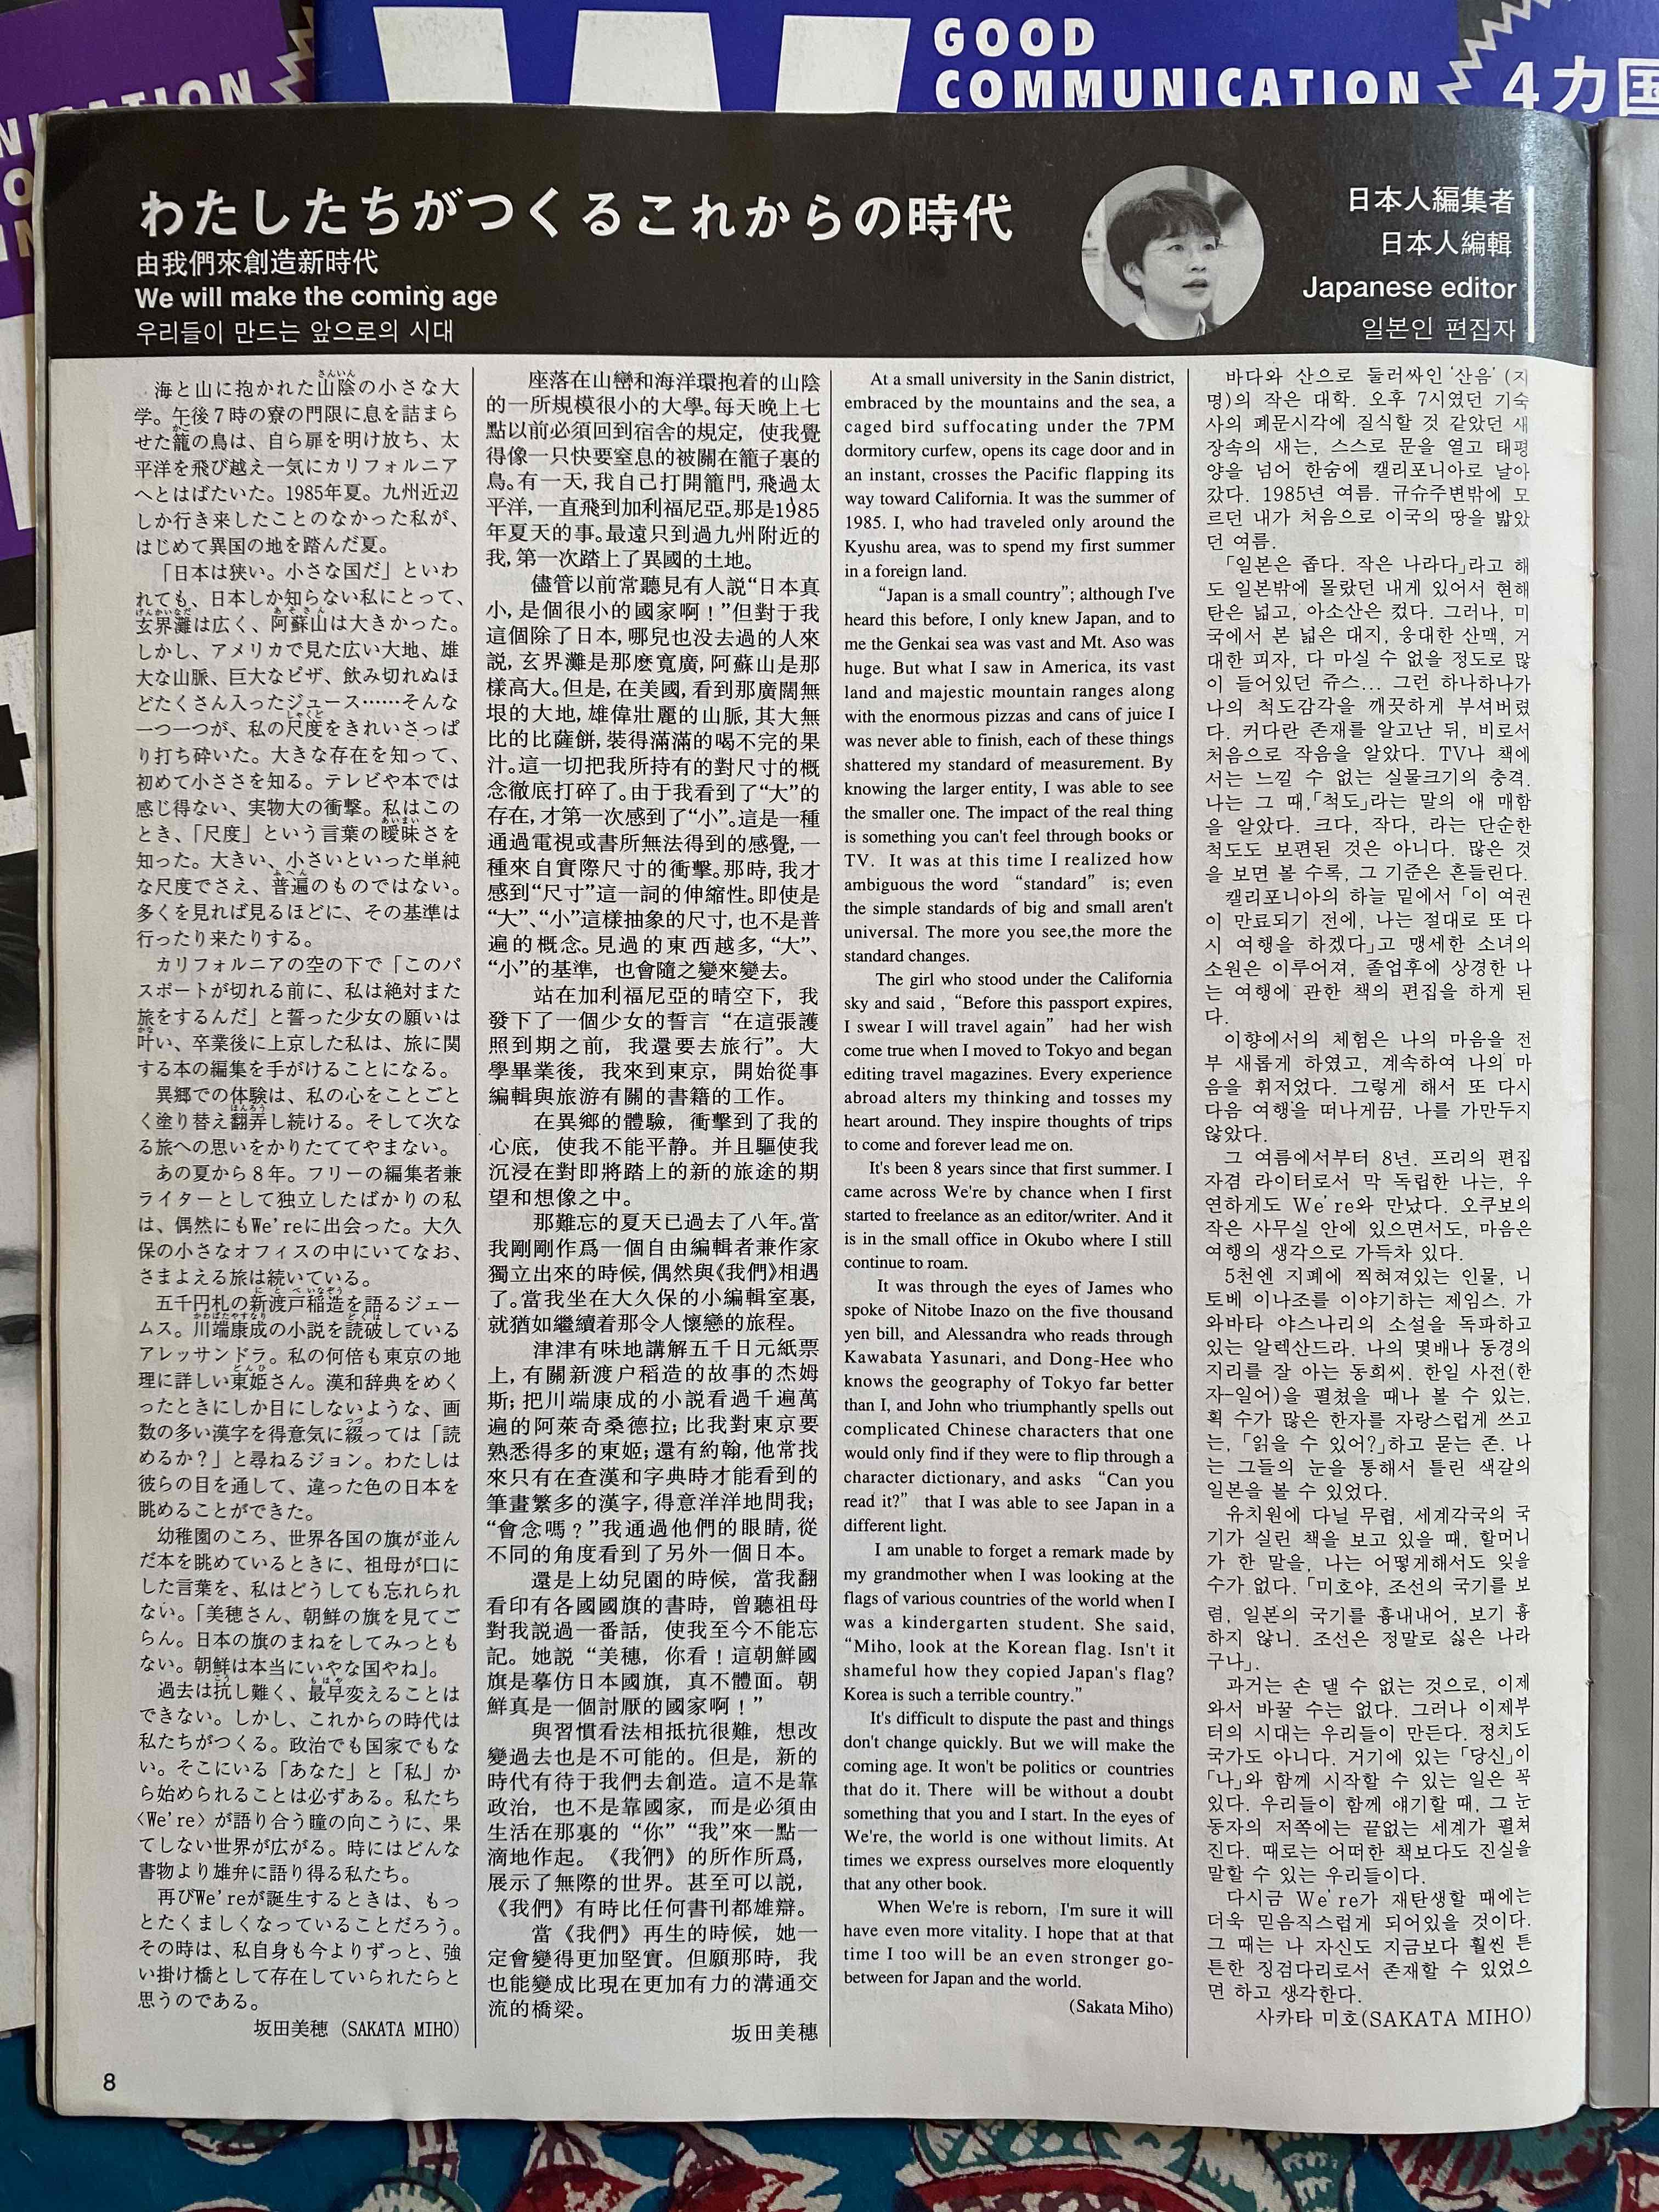 GOOD
COMMUNICATION
4カ国
わたしたちがつくるこれからの時代
由我們來創造新時代
We will make the coming age
우리들이 만드는 앞으로의 시대
日本人編集者
日本人編輯
Japanese editor
일본인 편집자
海と山に抱かれた山陰の小さな大
学。午後7時の寮の門限に息を詰まら
せた籠の鳥は、自ら扉を明け放ち、太
平洋を飛び越え一気にカリフォルニア
へとはばたいた。1985年夏。九州近辺
しか行き来したことのなかった私が、
はじめて異国の地を踏んだ夏。
「日本は狭い。小さな国だ」といわ
れても、日本しか知らない私にとって、
玄界灘は広く、阿蘇山は大きかった。
しかし、アメリカで見た広い大地、雄
大な山脈、巨大なピザ、飲み切れぬほ
どたくさん入ったジュース……そんな
一つ一つが、私の尺度をきれいさっぱ
り打ち砕いた。大きな存在を知って、
初めて小ささを知る。テレビや本では
感じ得ない、実物大の衝撃。私はこの
とき、「尺度」という言葉の曖昧さを
知った。大きい、小さいといった単純
な尺度でさえ、普遍のものではない。
多くを見れば見るほどに、その基準は
行ったり来たりする。
カリフォルニアの空の下で「このパ
スポートが切れる前に、私は絶対また
旅をするんだ」と誓った少女の願いは
叶い、卒業後に上京した私は、旅に関
する本の編集を手がけることになる。
異郷での体験は、私の心をことごと
く塗り替え翻弄し続ける。そして次な
る旅への思いをかりたててやまない。
あの夏から8年。フリーの編集者兼
ライターとして独立したばかりの私
は、偶然にもWe'reに出会った。大久
保の小さなオフィスの中にいてなお、
さまよえる旅は続いている。
五千円札の新渡戸稲造を語るジェー
ムス。川端康成の小説を読破している
アレッサンドラ。私の何倍も東京の地
理に詳しい東姫さん。漢和辞典をめく
ったときにしか目にしないような、画
数の多い漢字を得意気に綴っては「読
めるか？」と尋ねるジョン。わたしは
彼らの目を通して、違った色の日本を
眺めることができた。
幼稚園のころ、世界各国の旗が並ん
だ本を眺めているときに、祖母が口に
した言葉を、私はどうしても忘れられ
ない。「美穂さん、朝鮮の旗を見てご
らん。日本の旗のまねをしてみっとも
ない。朝鮮は本当にいやな国やね」。
過去は抗し難く、最早変えることは
できない。しかし、これからの時代は
私たちがつくる。政治でも国家でもな
い。そこにいる「あなた」と「私」か
ら始められることは必ずある。私たち
〈We're〉が語り合う瞳の向こうに、果
てしない世界が広がる。時にはどんな
書物より雄弁に語り得る私たち。
再びWe'reが誕生するときは、もっ
とたくましくなっていることだろう。
その時は、私自身も今よりずっと、強
い掛け橋として存在していられたらと
思うのである。
坂田美穂（SAKATA MIHO）
座落在山巒和海洋環抱着的山陰
的一所規模很小的大學。每天晚上七
點以前必須回到宿舍的規定，使我覺
得像一只快要窒息的被關在籠子裏的
鳥。有一天，我自己打開籠門，飛過太
平洋，一直飛到加利福尼亞。那是1985
年夏天的事。最遠只到過九州附近的
我，第一次踏上了異國的土地。
儘管以前常聽見有人説“日本真
小，是個很小的國家啊！”但對于我
這個除了日本，哪兒也没去過的人來
説，玄界灘是那麽寬廣，阿蘇山是那
樣高大。但是，在美國，看到那廣闊無
垠的大地，雄偉壯麗的山脈，其大無
比的比薩餅，裝得滿滿的喝不完的果
汁。這一切把我所持有的對尺寸的概
念徹底打碎了。由于我看到了“大”的
存在，才第一次感到了“小”。這是一種
通過電視或書所無法得到的感覺，一
種來自實際尺寸的衝擊。那時，我才
感到“尺寸”這一詞的伸縮性。即使是
“大”、“小”這樣抽象的尺寸，也不是普
遍的概念。見過的東西越多，“大”、
“小”的基準，也會隨之變來變去。
站在加利福尼亞的晴空下，我
發下了一個少女的誓言“在這張護
照到期之前，我還要去旅行”。大
學畢業後，我來到東京，開始從事
編輯與旅游有關的書籍的工作。
在異鄉的體驗，衝擊到了我的
心底，使我不能平静。并且驅使我
沉浸在對即將踏上的新的旅途的期
望和想像之中。
那難忘的夏天已過去了八年。當
我剛剛作爲一個自由編輯者兼作家
獨立出來的時候，偶然與《我們》相遇
了。當我坐在大久保的小編輯室裏，
就猶如繼續着那令人懷戀的旅程。
津津有味地講解五千日元紙票
上，有關新渡户稻造的故事的杰姆
斯；把川端康成的小説看過千遍萬
遍的阿萊奇桑德拉；比我對東京要
熟悉得多的東姬；還有約翰，他常找
來只有在查漢和字典時才能看到的
筆畫繁多的漢字，得意洋洋地問我；
“會念嗎？”我通過他們的眼睛，從
不同的角度看到了另外一個日本。
還是上幼兒園的時候，當我翻
看印有各國國旗的書時，曾聽祖母
對我説過一番話，使我至今不能忘
記。她説“美穗，你看！這朝鮮國
旗是摹仿日本國旗，真不體面。朝
鮮真是一個討厭的國家啊！”
與習慣看法相抵抗很難，想改
變過去也是不可能的。但是，新的
時代有待于我們去創造。這不是靠
政治，也不是靠國家，而是必須由
生活在那裏的“你”“我”來一點一
滴地作起。《我們》的所作所爲，
展示了無際的世界。甚至可以説，
《我們》有時比任何書刊都雄辯。
當《我們》再生的時候，她一
定會變得更加堅實。但願那時，我
也能變成比現在更加有力的溝通交
流的橋梁。
坂田美穗
At a small university in the Sanin district,
embraced by the mountains and the sea, a
caged bird suffocating under the 7PM
dormitory curfew, opens its cage door and in
an instant, crosses the Pacific flapping its
way toward California. It was the summer of
1985. I, who had traveled only around the
Kyushu area, was to spend my first summer
in a foreign land.
“Japan is a small country”; although I've
heard this before, I only knew Japan, and to
me the Genkai sea was vast and Mt. Aso was
huge. But what I saw in America, its vast
land and majestic mountain ranges along
with the enormous pizzas and cans of juice I
was never able to finish, each of these things
shattered my standard of measurement. By
knowing the larger entity, I was able to see
the smaller one. The impact of the real thing
is something you can't feel through books or
TV. It was at this time I realized how
ambiguous the word “standard” is; even
the simple standards of big and small aren't
universal. The more you see,the more the
standard changes.
The girl who stood under the California
sky and said , “Before this passport expires,
I swear I will travel again” had her wish
come true when I moved to Tokyo and began
editing travel magazines. Every experience
abroad alters my thinking and tosses my
heart around. They inspire thoughts of trips
to come and forever lead me on.
It's been 8 years since that first summer. I
came across We're by chance when I first
started to freelance as an editor/writer. And it
is in the small office in Okubo where I still
continue to roam.
It was through the eyes of James who
spoke of Nitobe Inazo on the five thousand
yen bill, and Alessandra who reads through
Kawabata Yasunari, and Dong-Hee who
knows the geography of Tokyo far better
than I, and John who triumphantly spells out
complicated Chinese characters that one
would only find if they were to flip through a
character dictionary, and asks “Can you
read it?” that I was able to see Japan in a
different light.
I am unable to forget a remark made by
my grandmother when I was looking at the
flags of various countries of the world when I
was a kindergarten student. She said,
“Miho, look at the Korean flag. Isn't it
shameful how they copied Japan's flag?
Korea is such a terrible country.”
It's difficult to dispute the past and things
don't change quickly. But we will make the
coming age. It won't be politics or countries
that do it. There will be without a doubt
something that you and I start. In the eyes of
We're, the world is one without limits. At
times we express ourselves more eloquently
that any other book.
When We're is reborn, I'm sure it will
have even more vitality. I hope that at that
time I too will be an even stronger go-
between for Japan and the world.
(Sakata Miho)
바다와 산으로 둘러싸인 '산음' (지
명)의 작은 대학. 오후 7시였던 기숙
사의 폐문시각에 질식할 것 같았던 새
장속의 새는, 스스로 문을 열고 태평
양을 넘어 한숨에 캘리포니아로 날아
갔다. 1985년 여름. 규슈주변밖에 모
르던 내가 처음으로 이국의 땅을 밟았
던 여름.
「일본은 좁다. 작은 나라다」라고 해
도 일본밖에 몰랐던 내게 있어서 현해
탄은 넓고, 아소산은 컸다. 그러나, 미
국에서 본 넓은 대지, 웅대한 산맥, 거
대한 피자, 다 마실 수 없을 정도로 많
이 들어있던 쥬스... 그런 하나하나가
나의 척도감각을 깨끗하게 부셔버렸
다. 커다란 존재를 알고난 뒤, 비로서
처음으로 작음을 알았다. TV나 책에
서는 느낄 수 없는 실물크기의 충격.
나는 그 때,「척도」라는 말의 애 매함
을 알았다. 크다, 작다, 라는 단순한
척도도 보편된 것은 아니다. 많은 것
을 보면 볼 수록, 그 기준은 흔들린다.
캘리포니아의 하늘 밑에서「이 여권
이 만료되기 전에, 나는 절대로 또 다
시 여행을 하겠다」고 맹세한 소녀의
소원은 이루어져, 졸업후에 상경한 나
는 여행에 관한 책의 편집을 하게 된
다.
이향에서의 체험은 나의 마음을 전
부 새롭게 하였고, 계속하여 나의 마
음을 휘저었다. 그렇게 해서 또 다시
다음 여행을 떠나게끔, 나를 가만두지
않았다.
그 여름에서부터 8년. 프리의 편집
자겸 라이터로서 막 독립한 나는, 우
연하게도 We're와 만났다. 오쿠보의
작은 사무실 안에 있으면서도, 마음은
여행의 생각으로 가득차 있다.
5천엔 지폐에 찍혀져있는 인물, 니
토베 이나조를 이야기하는 제임스. 가
와바타 야스나리의 소설을 독파하고
있는 알렉산드라. 나의 몇배나 동경의
지리를 잘 아는 동희씨. 한일 사전(한
자-일어)을 펼쳤을 때나 볼 수 있는,
획 수가 많은 한자를 자랑스럽게 쓰고
는,「읽을 수 있어?」하고 묻는 존. 나
는 그들의 눈을 통해서 틀린 색깔의
일본을 볼 수 있었다.
유치원에 다닐 무렵, 세계각국의 국
기가 실린 책을 보고 있을 때, 할머니
가 한 말을, 나는 어떻게해서도 잊을
수가 없다.「미호야, 조선의 국기를 보
렴, 일본의 국기를 흉내내어, 보기 흉
하지 않니. 조선은 정말로 싫은 나라
구나」.
과거는 손 댈 수 없는 것으로, 이제
와서 바꿀 수는 없다. 그러나 이제부
터의 시대는 우리들이 만든다. 정치도
국가도 아니다. 거기에 있는「당신」이
「나」와 함께 시작할 수 있는 일은 꼭
있다. 우리들이 함께 얘기할 때, 그 눈
동자의 저쪽에는 끝없는 세계가 펼쳐
진다. 때로는 어떠한 책보다도 진실을
말할 수 있는 우리들이다.
다시금 We're가 재탄생할 때에는
더욱 믿음직스럽게 되어있을 것이다.
그 때는 나 자신도 지금보다 훨씬 튼
튼한 징검다리로서 존재할 수 있었으
면 하고 생각한다.
사카타 미호(SAKATA MIHO)
8